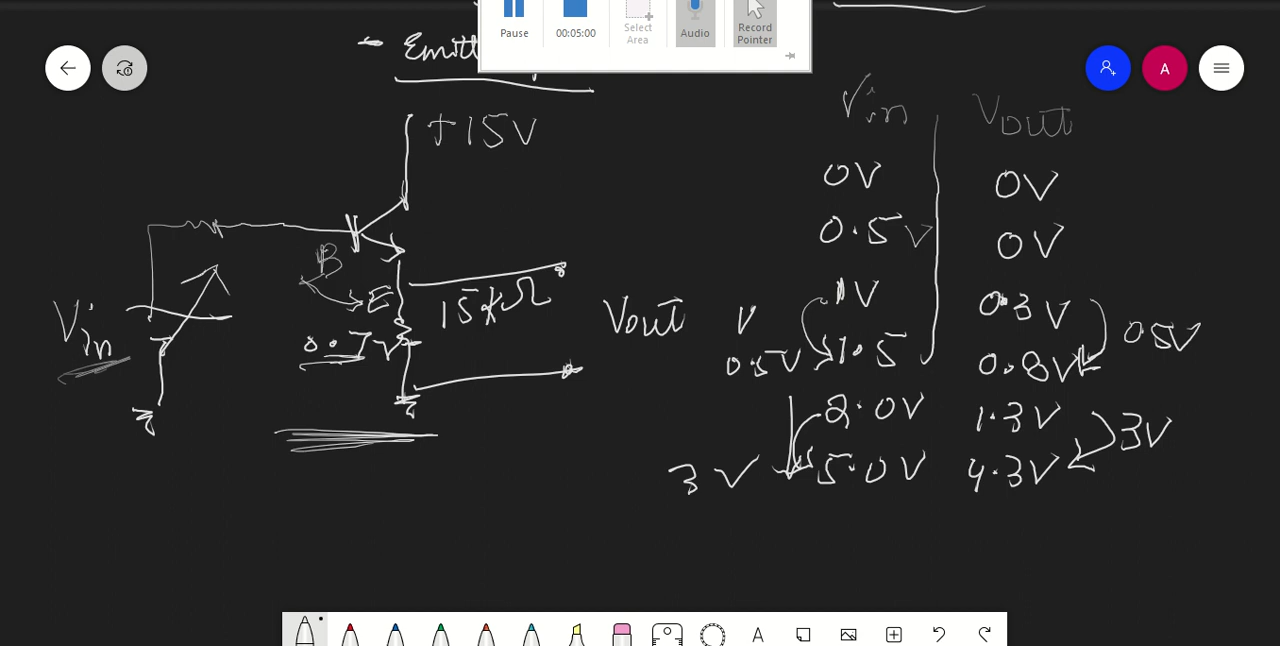 Pause
00:05:00
Select Area
Audio
Record Pointer
A
+15V
Vin
Vout
0V 0V
0.5V 0V
1V 0.3V
0.5V 1.5 0.8V 0.5V
2.0V 1.3V
3V 5.0V 4.3V 3V
B
E
0.7V
15KΩ
Vin
Vout
V
A